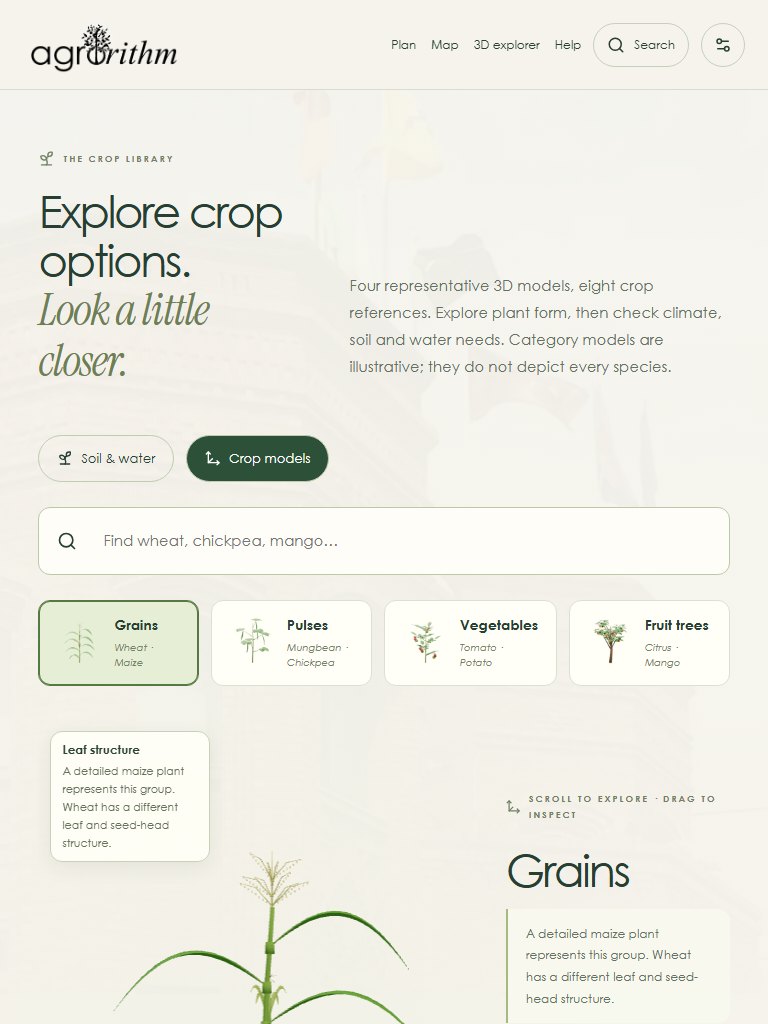 agrorithm
Plan
Map
3D explorer
Help
Search
THE CROP LIBRARY
Explore crop
options.
Look a little
closer.
Four representative 3D models, eight crop
references. Explore plant form, then check climate,
soil and water needs. Category models are
illustrative; they do not depict every species.
Soil & water
Crop models
Find wheat, chickpea, mango...
Grains
Wheat ·
Maize
Pulses
Mungbean ·
Chickpea
Vegetables
Tomato ·
Potato
Fruit trees
Citrus ·
Mango
Leaf structure
A detailed maize plant
represents this group.
Wheat has a different
leaf and seed-head
structure.
SCROLL TO EXPLORE · DRAG TO
INSPECT
Grains
A detailed maize plant
represents this group. Wheat
has a different leaf and seed-
head structure.